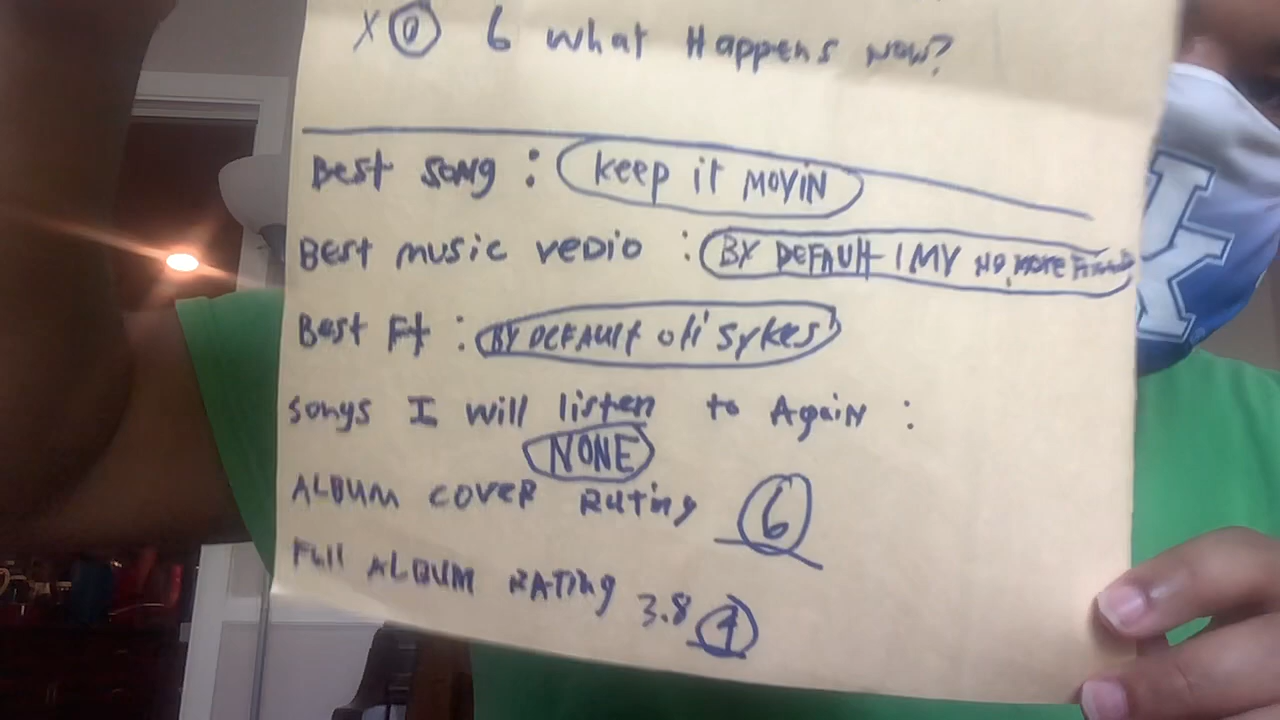 X 0 6 What Happens Now?
Best song : keep it movin
Best music vedio : BY DEFAULT / MY NO MORE Friends
Best Ft : BY DEFAULT oli sykes
songs I will listen to Again :
NONE
ALBUM COVER Rating 6
Full ALBUM RATing 3.8 4
K